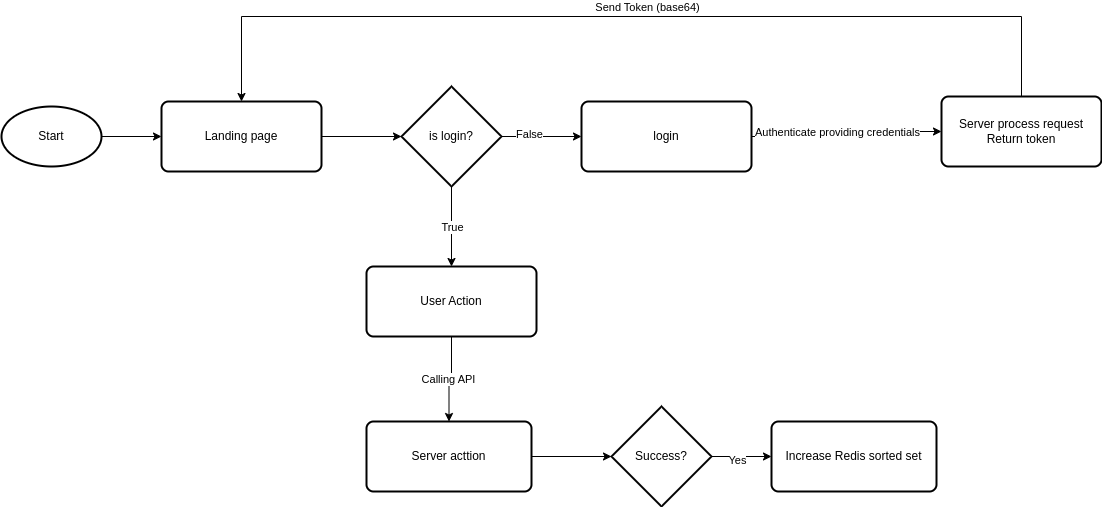 Send Token (base64)
Start
Landing page
is login?
False
login
Authenticate providing credentials
Server process request
Return token
True
User Action
Calling API
Server acttion
Success?
Yes
Increase Redis sorted set